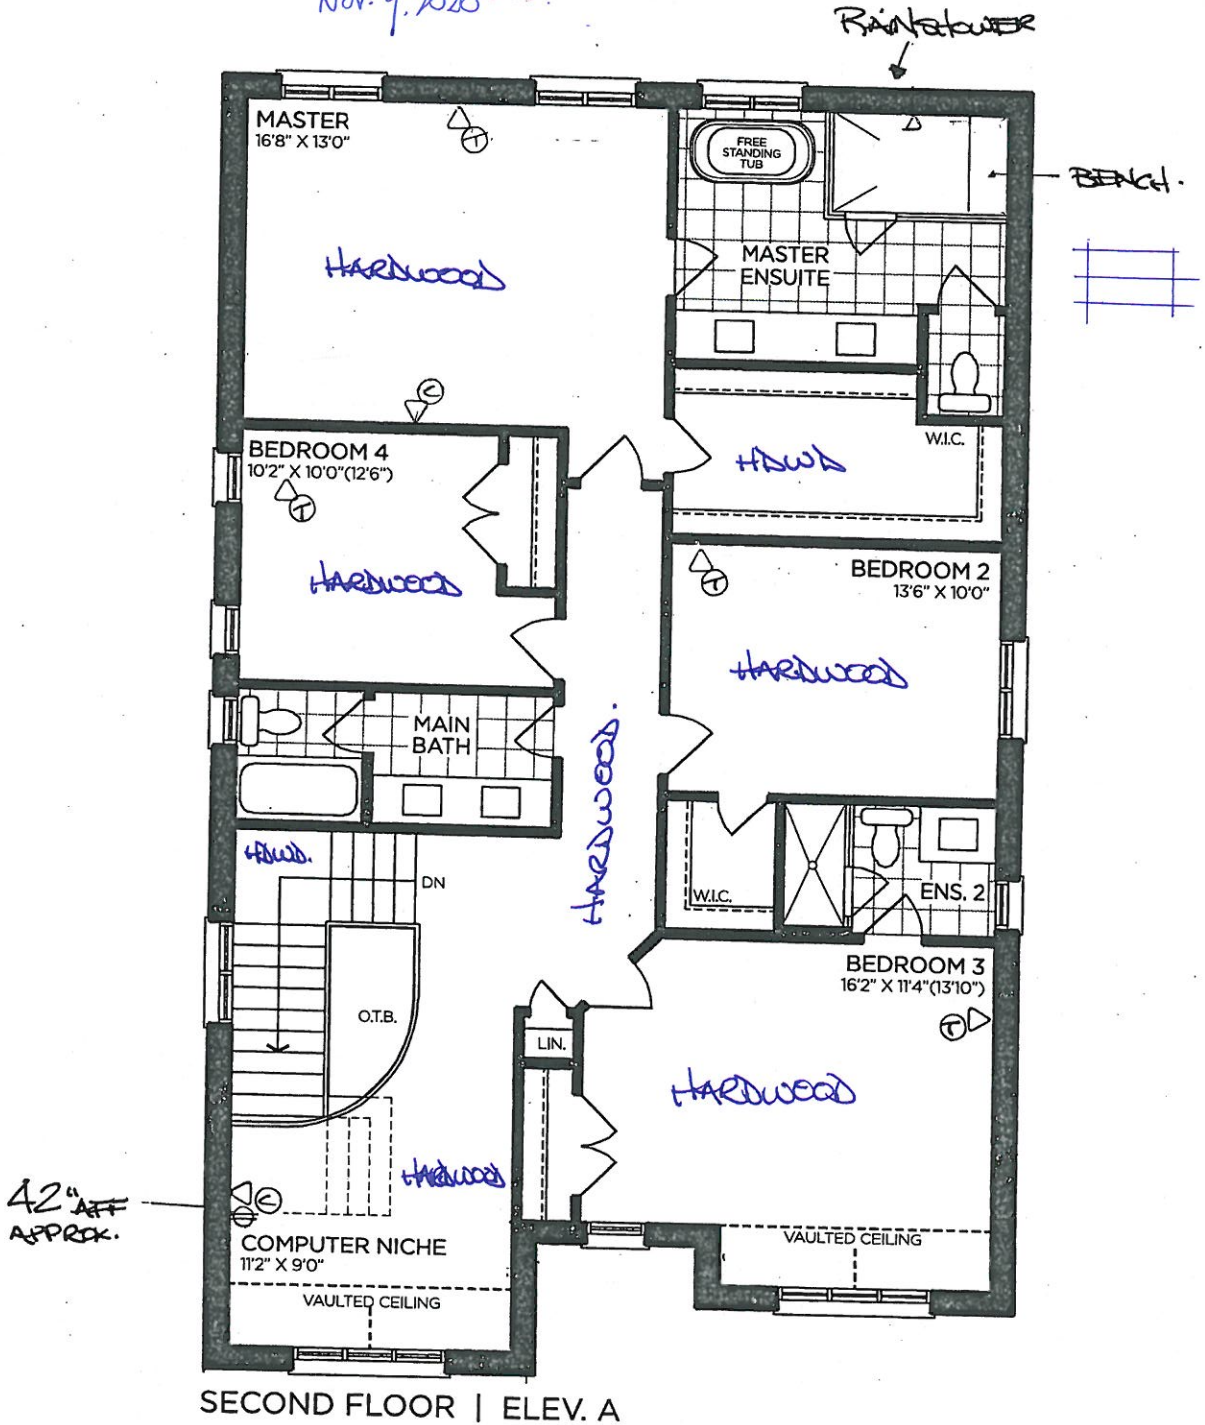 Nov. 9. 2020
RAINSHOWER
MASTER
16'8" X 13'0"
T
FREE
STANDING
TUB
BENCH.
HARDWOOD
MASTER
ENSUITE
C
BEDROOM 4
10'2" X 10'0"(12'6")
T
W.I.C.
HDWD
HARDWOOD
T
BEDROOM 2
13'6" X 10'0"
HARDWOOD
MAIN
BATH
HARDWOOD.
HDWD.
DN
W.I.C.
ENS. 2
BEDROOM 3
16'2" X 11'4"(13'10")
T
O.T.B.
LIN.
HARDWOOD
HARDWOOD
42" AFF
APPROX.
C
COMPUTER NICHE
11'2" X 9'0"
VAULTED CEILING
VAULTED CEILING
SECOND FLOOR | ELEV. A